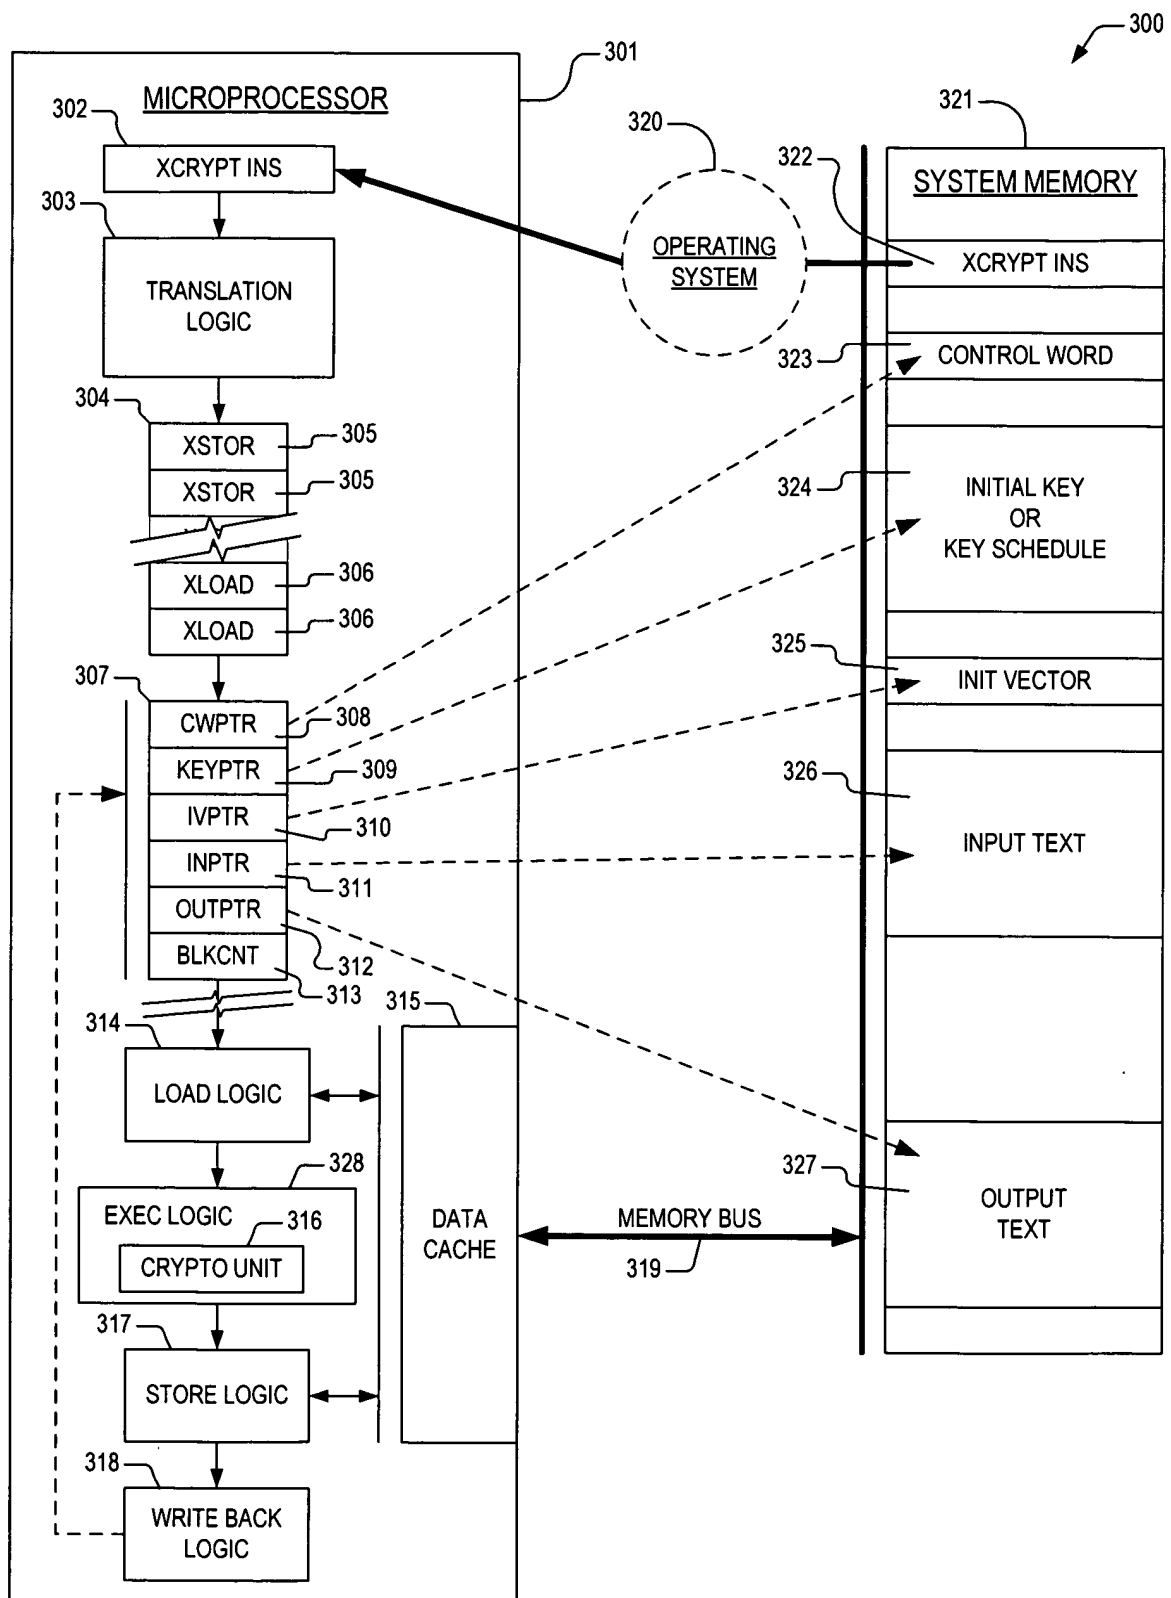 300
301
MICROPROCESSOR
302
XCRYPT INS
303
TRANSLATION
LOGIC
304
XSTOR
305
XSTOR
305
XLOAD
306
XLOAD
306
307
CWPTR
308
KEYPTR
309
IVPTR
310
INPTR
311
OUTPTR
312
BLKCNT
313
314
LOAD LOGIC
315
DATA
CACHE
328
EXEC LOGIC
316
CRYPTO UNIT
317
STORE LOGIC
318
WRITE BACK
LOGIC
MEMORY BUS
319
320
OPERATING
SYSTEM
321
SYSTEM MEMORY
322
XCRYPT INS
323
CONTROL WORD
324
INITIAL KEY
OR
KEY SCHEDULE
325
INIT VECTOR
326
INPUT TEXT
327
OUTPUT
TEXT